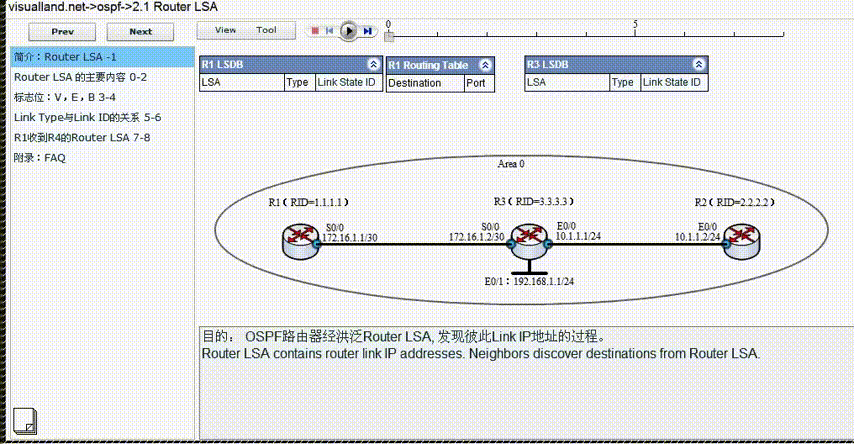 visualland.net->ospf->2.1 Router LSA
Prev
Next
View Tool
0
5
简介：Router LSA -1
Router LSA 的主要内容 0-2
标志位：V，E，B 3-4
Link Type与Link ID的关系 5-6
R1收到R4的Router LSA 7-8
附录：FAQ
R1 LSDB
LSA Type Link State ID
R1 Routing Table
Destination Port
R3 LSDB
LSA Type Link State ID
Area 0
R1（RID=1.1.1.1）
R3（RID=3.3.3.3）
R2（RID=2.2.2.2）
S0/0
172.16.1.1/30
S0/0
172.16.1.2/30
E0/0
10.1.1.1/24
E0/0
10.1.1.2/24
E0/1：192.168.1.1/24
目的： OSPF路由器经洪泛Router LSA, 发现彼此Link IP地址的过程。
Router LSA contains router link IP addresses. Neighbors discover destinations from Router LSA.